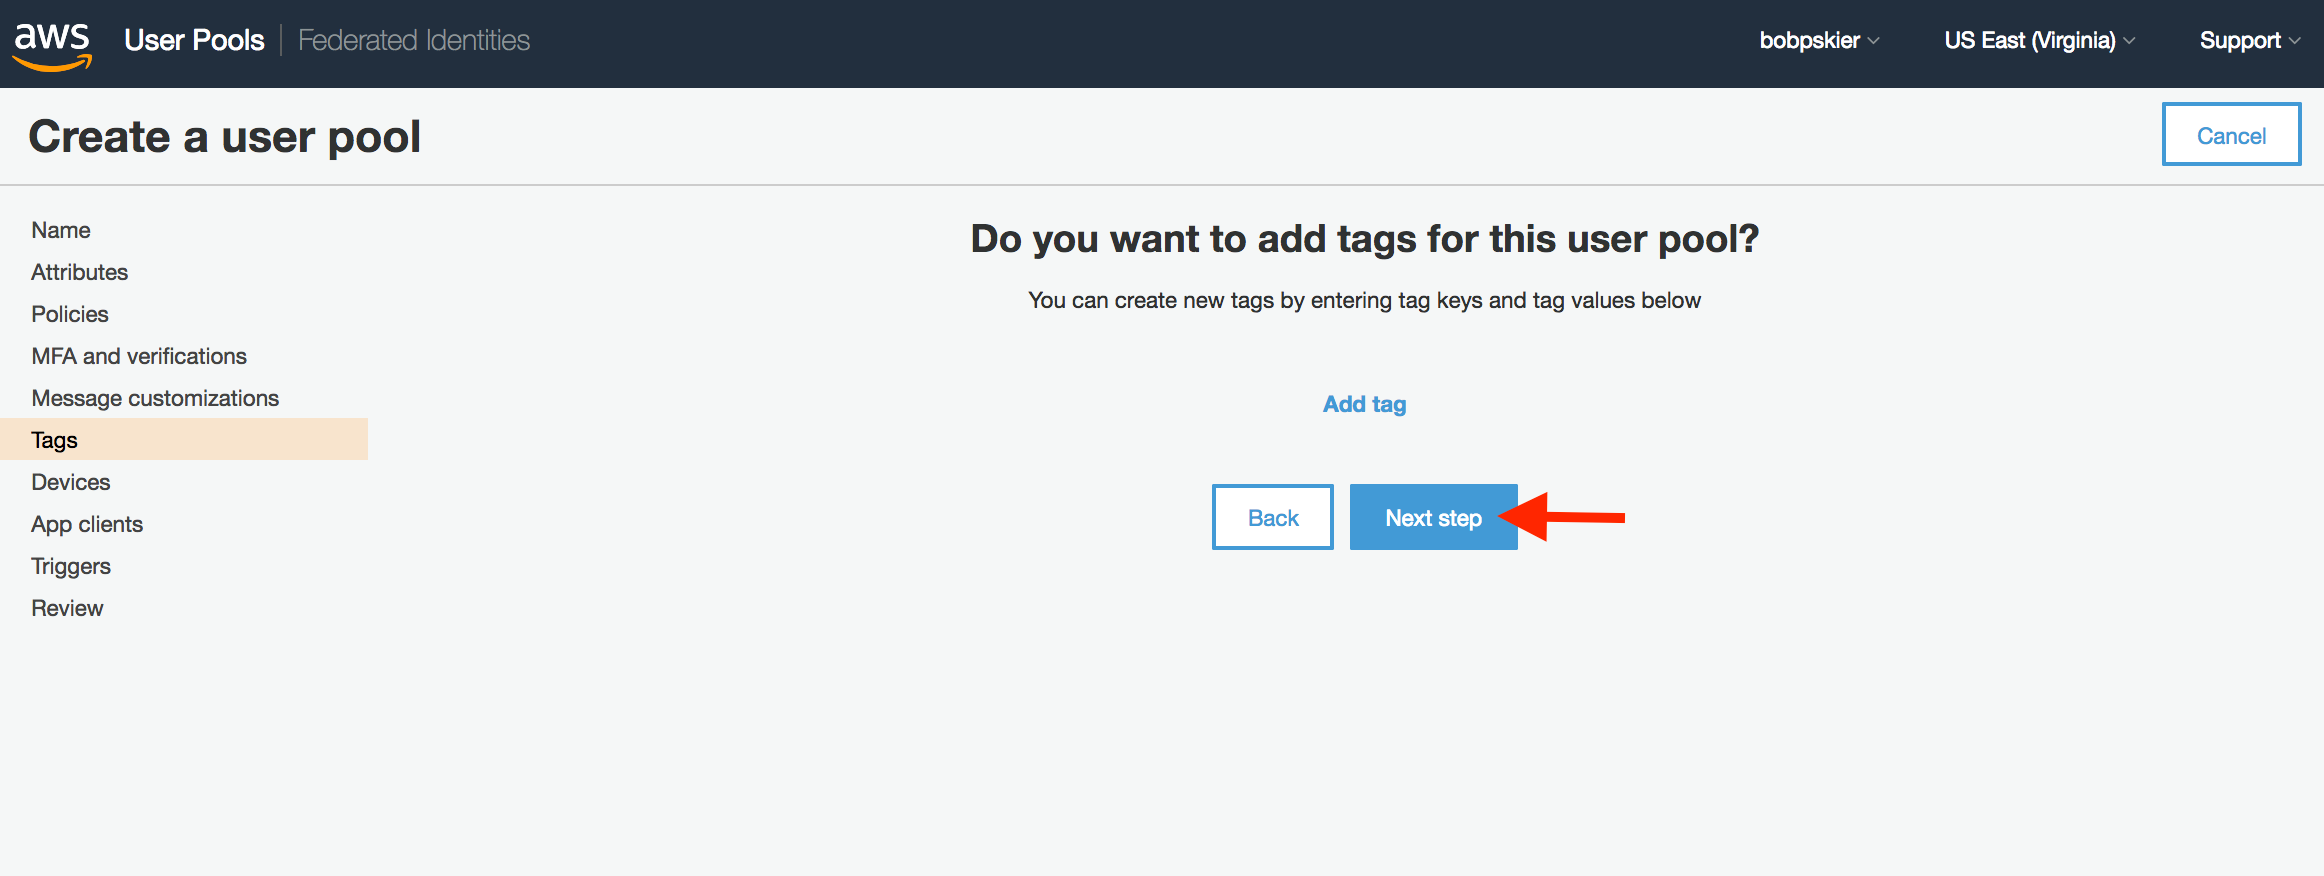 aws User Pools Federated Identities bobpskier US East (Virginia) Support
Create a user pool Cancel
Name
Attributes
Policies
MFA and verifications
Message customizations
Tags
Devices
App clients
Triggers
Review
Do you want to add tags for this user pool?
You can create new tags by entering tag keys and tag values below
Add tag
Back Next step